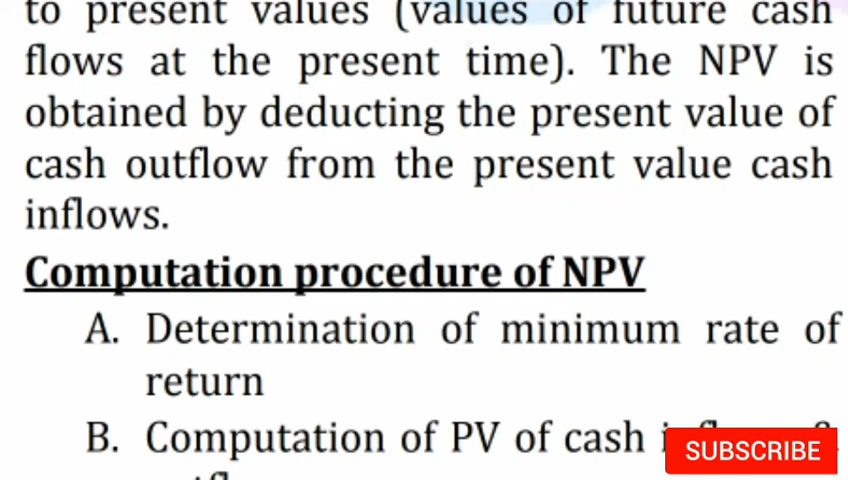 to present values (values of future cash
flows at the present time). The NPV is
obtained by deducting the present value of
cash outflow from the present value cash
inflows.
Computation procedure of NPV
A. Determination of minimum rate of
return
B. Computation of PV of cash
SUBSCRIBE